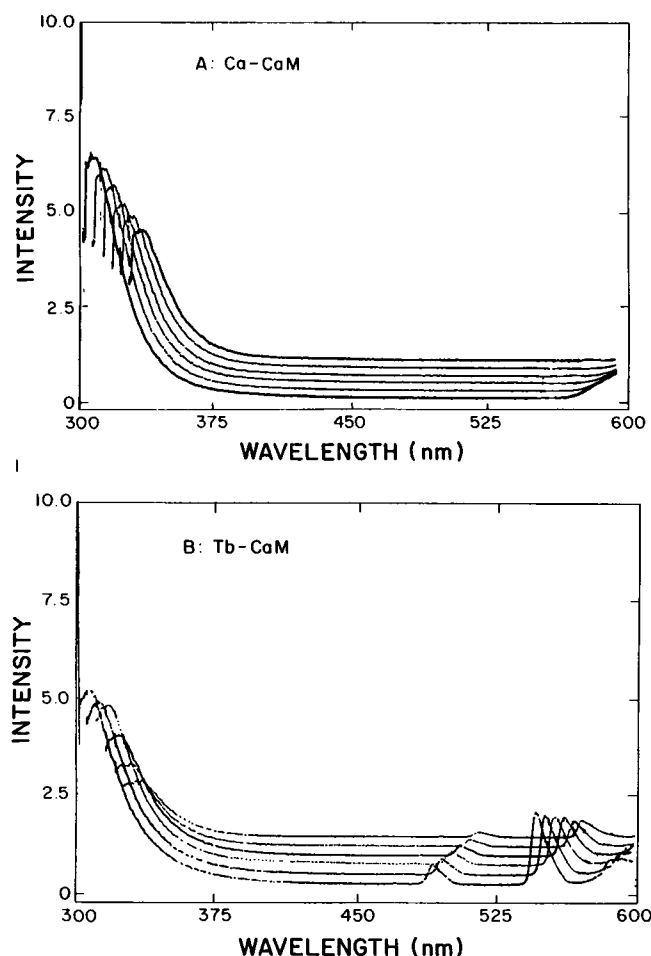 10.0
A: Ca-CaM
7.5
5.0
2.5
0
INTENSITY
300 375 450 525 600
WAVELENGTH (nm)
10.0
B: Tb-CaM
7.5
5.0
2.5
0
INTENSITY
300 375 450 525 600
WAVELENGTH (nm)